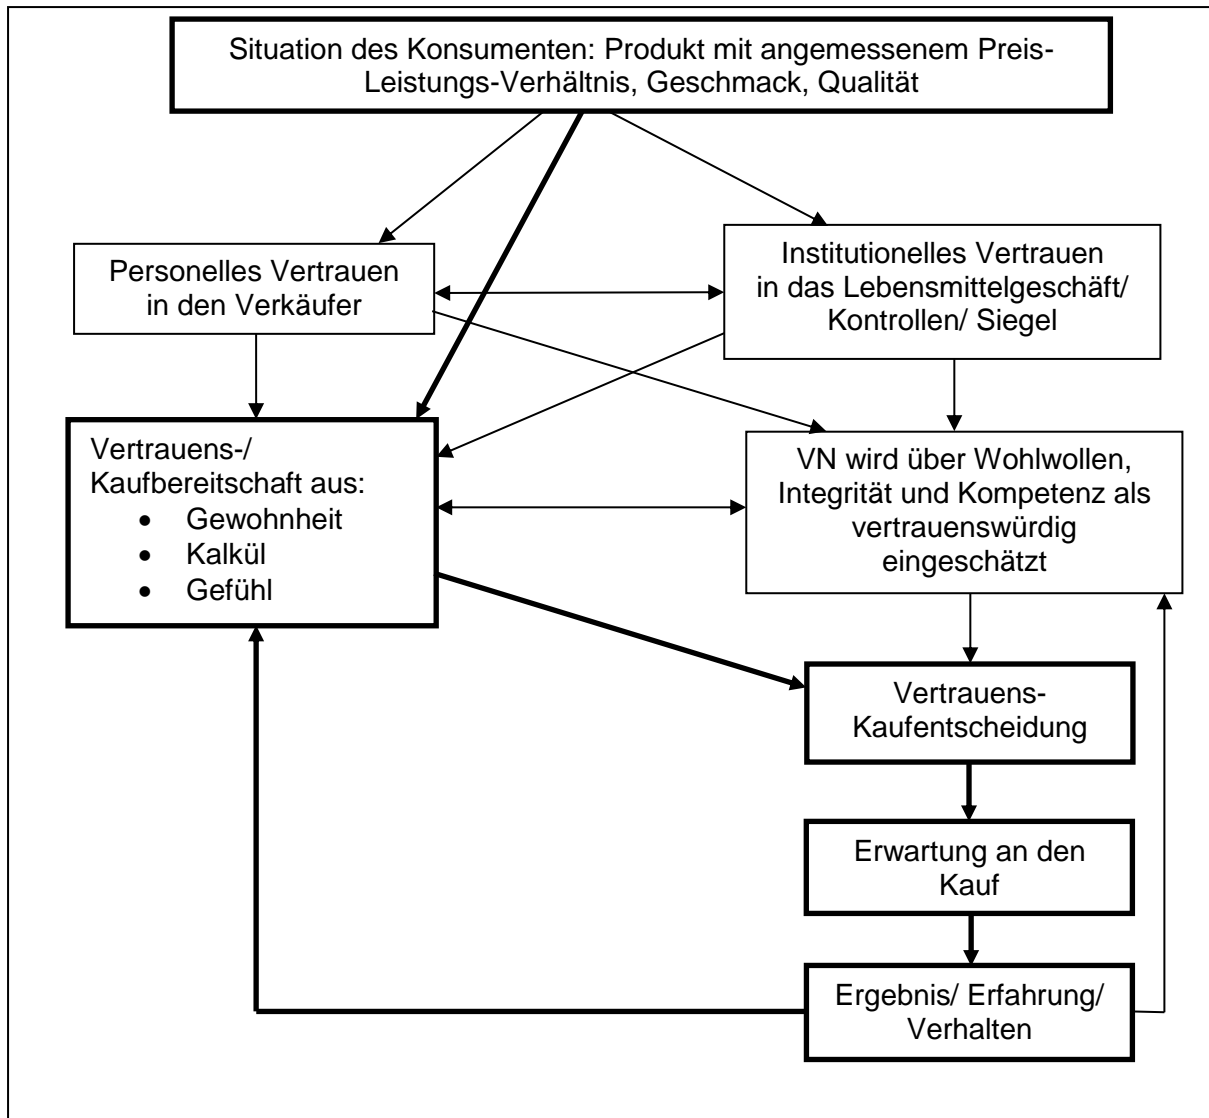 Situation des Konsumenten: Produkt mit angemessenem Preis-
Leistungs-Verhältnis, Geschmack, Qualität
Personelles Vertrauen
in den Verkäufer
Institutionelles Vertrauen
in das Lebensmittelgeschäft/
Kontrollen/ Siegel
Vertrauens-/
Kaufbereitschaft aus:
• Gewohnheit
• Kalkül
• Gefühl
VN wird über Wohlwollen,
Integrität und Kompetenz als
vertrauenswürdig
eingeschätzt
Vertrauens-
Kaufentscheidung
Erwartung an den
Kauf
Ergebnis/ Erfahrung/
Verhalten